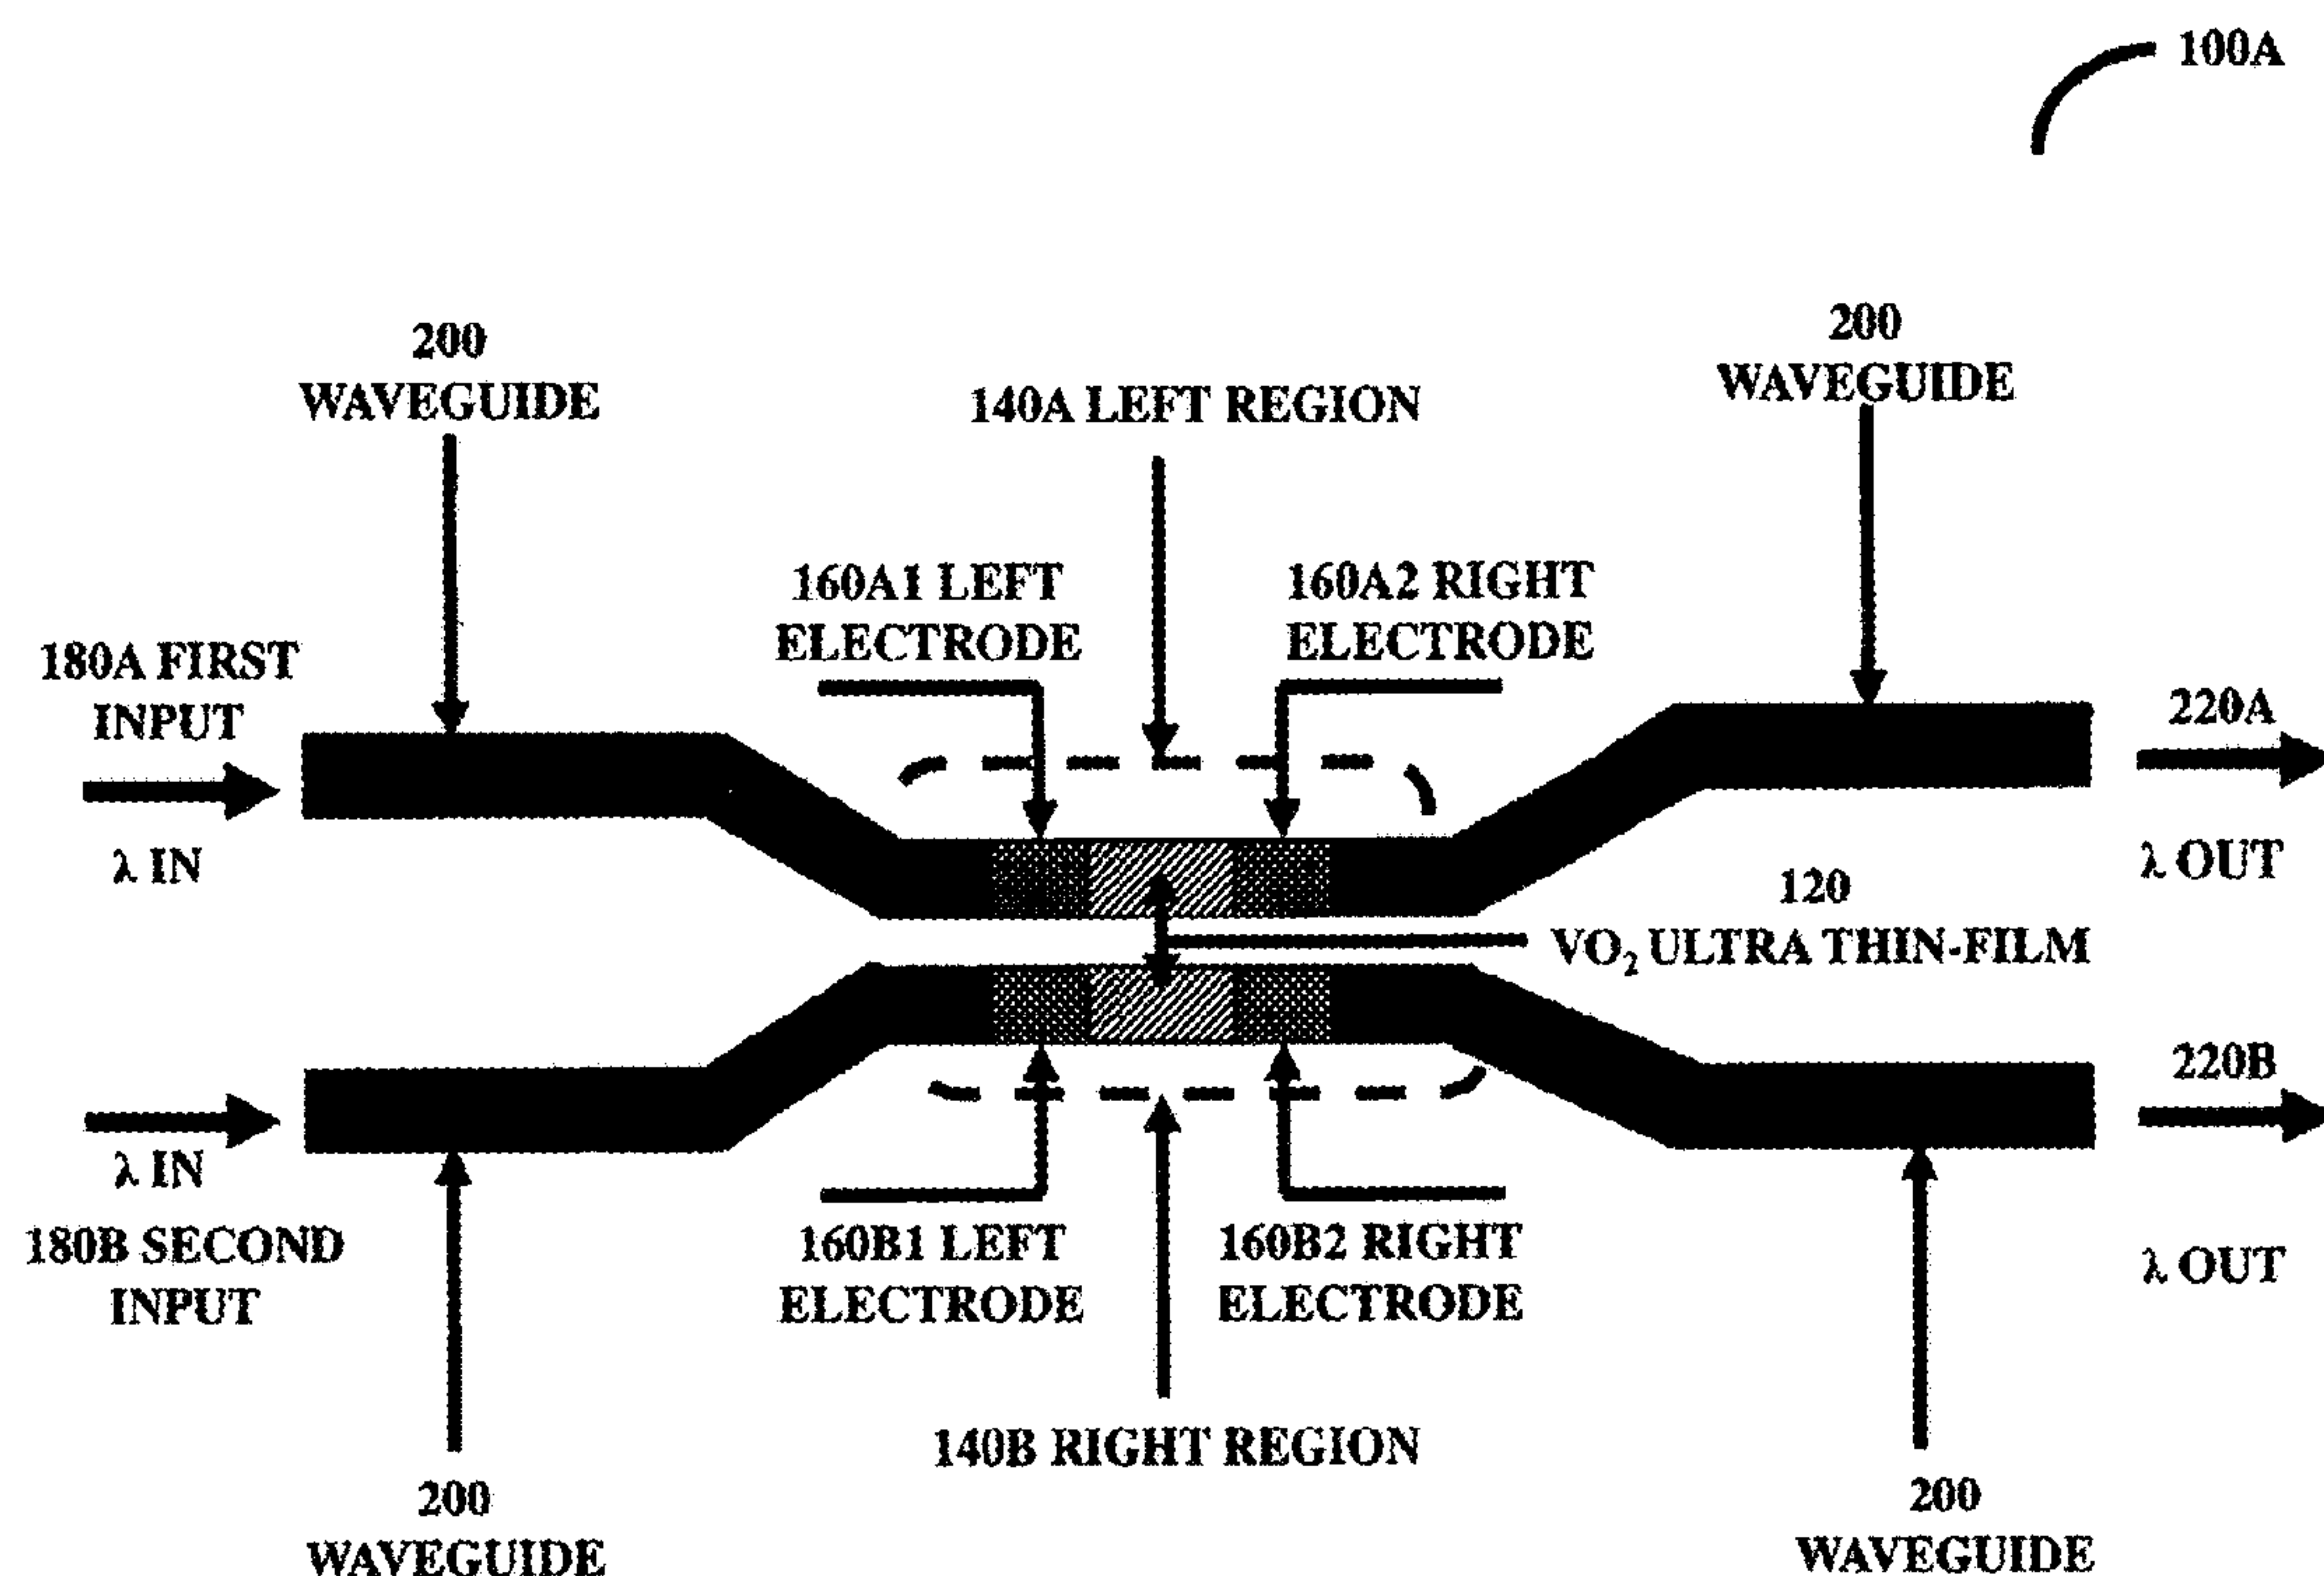 100A
200
WAVEGUIDE
200
WAVEGUIDE
140A LEFT REGION
160A1 LEFT
ELECTRODE
160A2 RIGHT
ELECTRODE
180A FIRST
INPUT
λ IN
220A
λ OUT
120
VO₂ ULTRA THIN-FILM
λ IN
180B SECOND
INPUT
220B
λ OUT
160B1 LEFT
ELECTRODE
160B2 RIGHT
ELECTRODE
140B RIGHT REGION
200
WAVEGUIDE
200
WAVEGUIDE